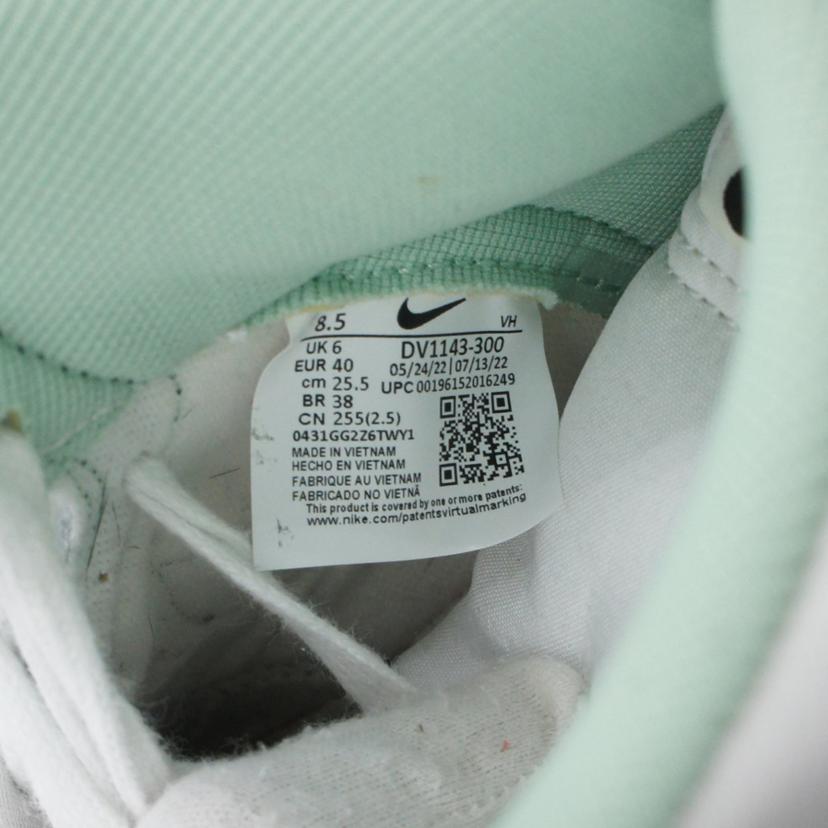 8.5 VH
UK 6 DV1143-300
EUR 40 05/24/22|07/13/22
cm 25.5 UPC 00196152016249
BR 38
CN 255(2.5)
0431GG2Z6TWY1
MADE IN VIETNAM
HECHO EN VIETNAM
FABRIQUE AU VIETNAM
FABRICADO NO VIETNÃ
This product is covered by one or more patents:
www.nike.com/patentsvirtualmarking